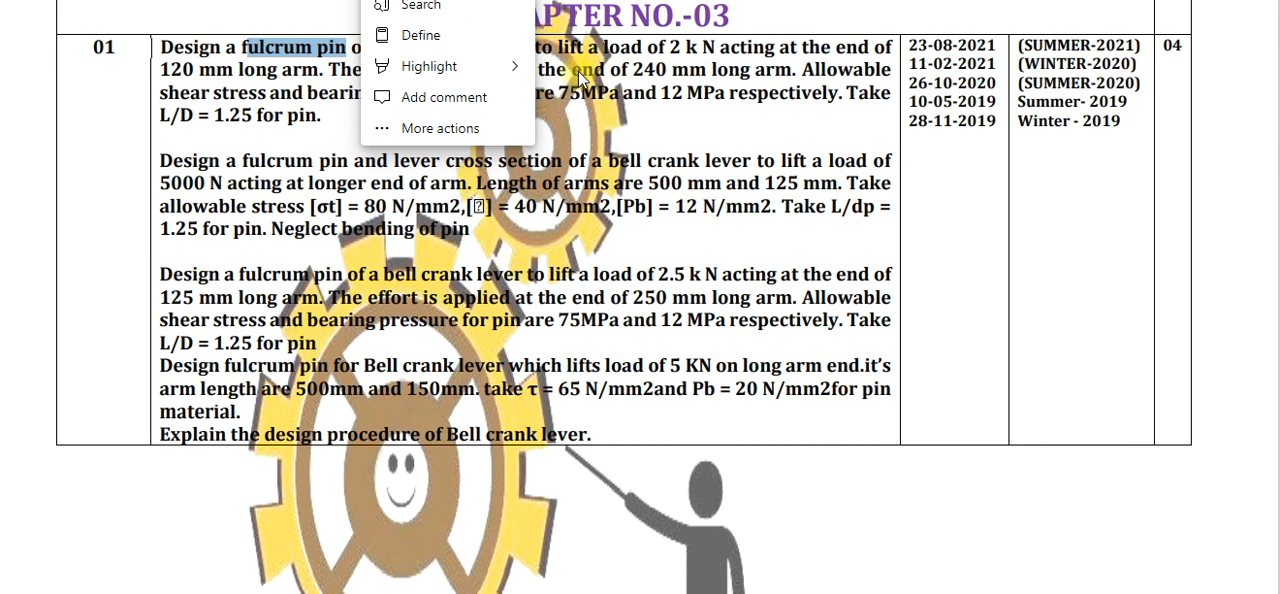 Search
APTER NO.-03
01 Design a fulcrum pin o to lift a load of 2 k N acting at the end of 23-08-2021 (SUMMER-2021) 04
Define
120 mm long arm. The the end of 240 mm long arm. Allowable 11-02-2021 (WINTER-2020)
Highlight
shear stress and bearin re 75MPa and 12 MPa respectively. Take 26-10-2020 (SUMMER-2020)
Add comment
L/D = 1.25 for pin. 10-05-2019 Summer- 2019
More actions
28-11-2019 Winter - 2019
Design a fulcrum pin and lever cross section of a bell crank lever to lift a load of
5000 N acting at longer end of arm. Length of arms are 500 mm and 125 mm. Take
allowable stress [σt] = 80 N/mm2,[⍰] = 40 N/mm2,[Pb] = 12 N/mm2. Take L/dp =
1.25 for pin. Neglect bending of pin
Design a fulcrum pin of a bell crank lever to lift a load of 2.5 k N acting at the end of
125 mm long arm. The effort is applied at the end of 250 mm long arm. Allowable
shear stress and bearing pressure for pin are 75MPa and 12 MPa respectively. Take
L/D = 1.25 for pin
Design fulcrum pin for Bell crank lever which lifts load of 5 KN on long arm end.it’s
arm length are 500mm and 150mm. take τ = 65 N/mm2and Pb = 20 N/mm2for pin
material.
Explain the design procedure of Bell crank lever.